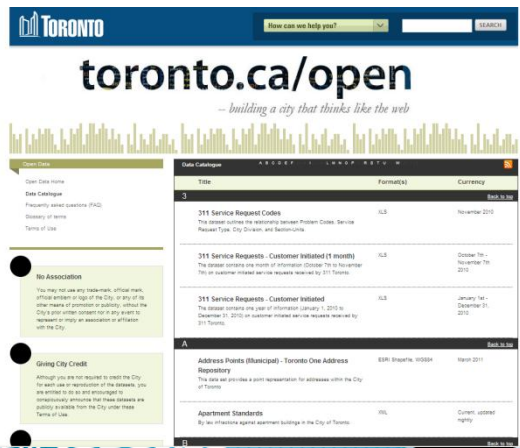 TORONTO
How can we help you?
SEARCH
toronto.ca/open
-- building a city that thinks like the web
Open Data
Open Data Home
Data Catalogue
Frequently asked questions (FAQ)
Glossary of terms
Terms of Use
No Association
You may not use any trade-mark, official mark,
official emblem or logo of the City, or any of its
other means of promotion or publicity, without the
City's prior written consent nor in any event to
represent or imply an association or affiliation
with the City.
Giving City Credit
Although you are not required to credit the City
for each use or reproduction of the datasets, you
are entitled to do so and encouraged to
conspicuously announce that these datasets are
publicly available from the City under these
Terms of Use.
Data Catalogue A B C D E F I L M N O P R S T U W
Title Format(s) Currency
3 Back to top
311 Service Request Codes XLS November 2010
This dataset outlines the relationship between Problem Codes, Service
Request Type, City Division, and Section-Units.
311 Service Requests - Customer Initiated (1 month) XLS October 7th -
The dataset contains one month of information (October 7th to November November 7th
7th) on customer initiated service requests received by 311 Toronto. 2010
311 Service Requests - Customer Initiated XLS January 1st -
The dataset contains one year of information (January 1, 2010 to December 31,
December 31, 2010) on customer initiated service requests received by 2010
311 Toronto.
A Back to top
Address Points (Municipal) - Toronto One Address ESRI Shapefile, WGS84 March 2011
Repository
This data set provides a point representation for addresses within the City
of Toronto
Apartment Standards XML Current, updated
By law infractions against apartment buildings in the City of Toronto. nightly
B Back to top